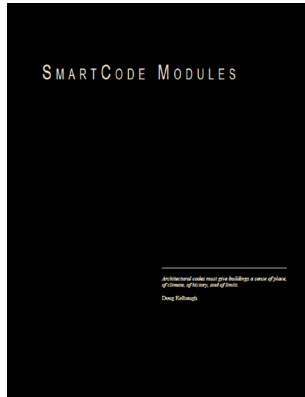 SMARTCODE MODULES
Architectural codes must give buildings a sense of place,
of climate, of history, and of limits.
Doug Kelbaugh